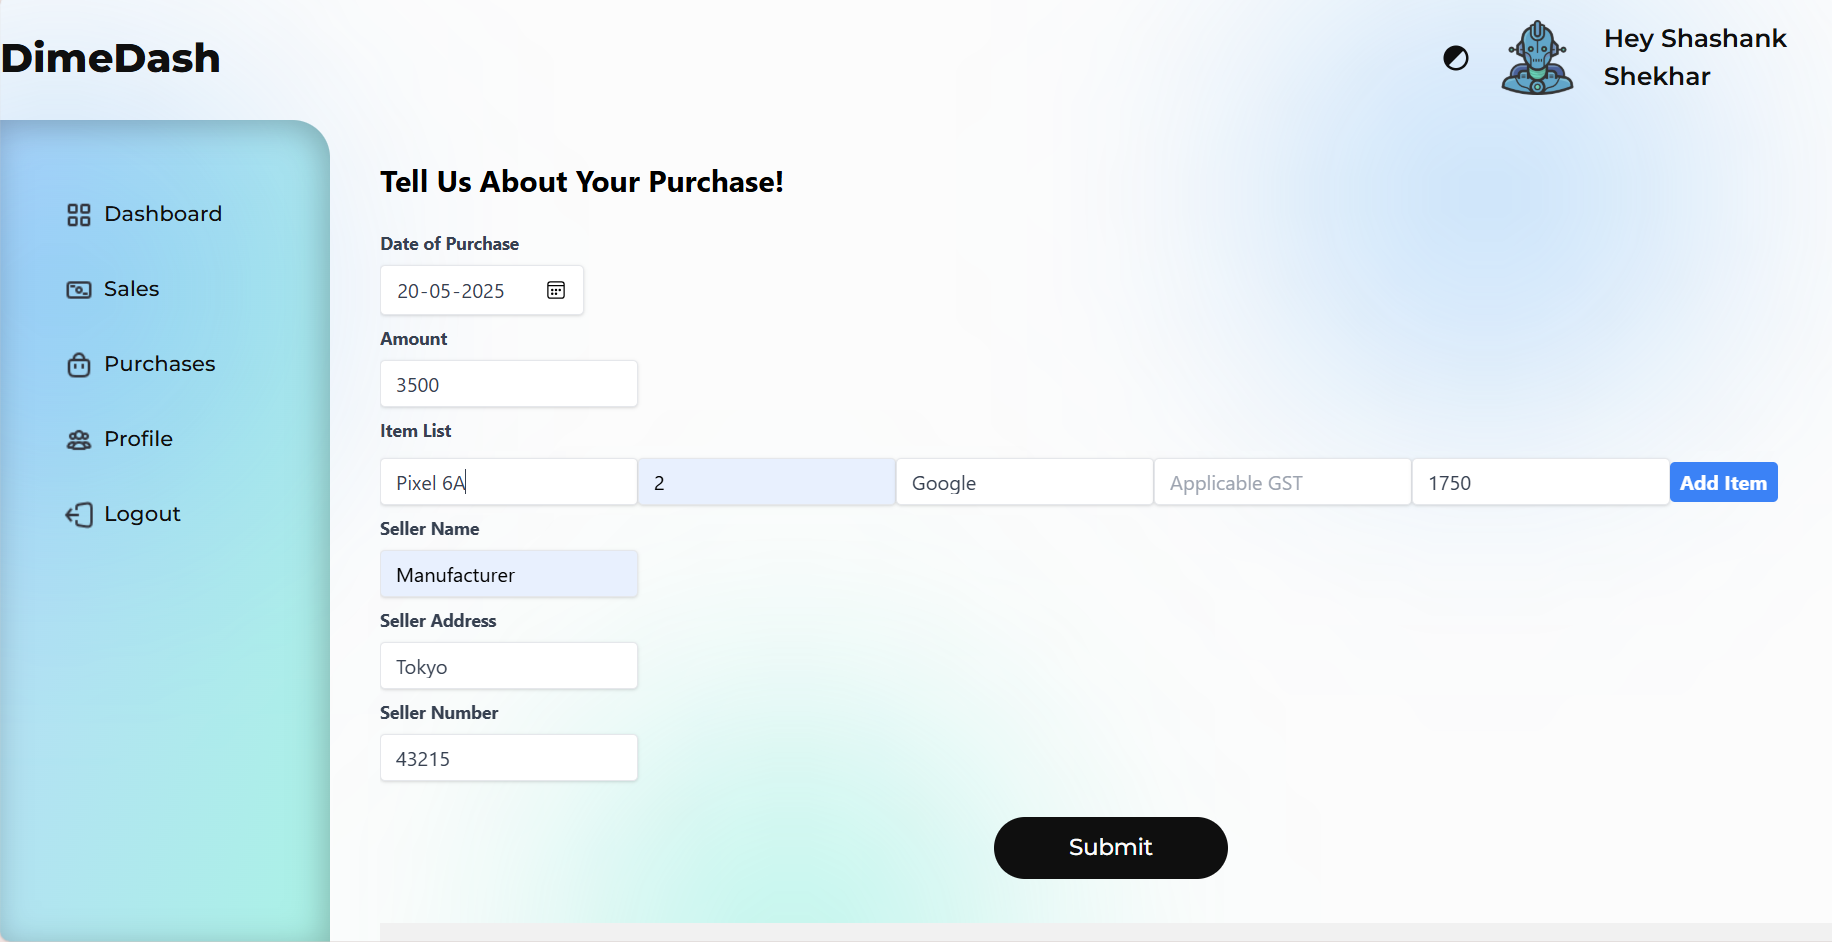 DimeDash
Hey Shashank
Shekhar
Dashboard
Sales
Purchases
Profile
Logout
Tell Us About Your Purchase!
Date of Purchase
20-05-2025
Amount
3500
Item List
Pixel 6A 2 Google Applicable GST 1750 Add Item
Seller Name
Manufacturer
Seller Address
Tokyo
Seller Number
43215
Submit